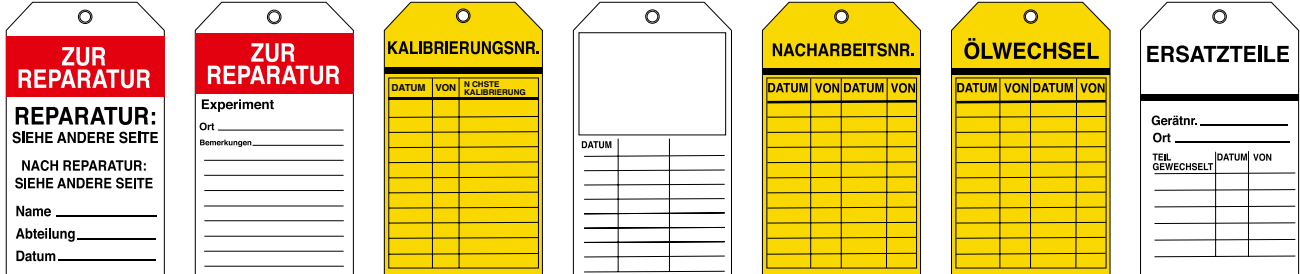 ZUR
REPARATUR
REPARATUR:
SIEHE ANDERE SEITE
NACH REPARATUR:
SIEHE ANDERE SEITE
Name
Abteilung
Datum
ZUR
REPARATUR
Experiment
Ort
Bemerkungen
KALIBRIERUNGSNR.
DATUM VON N CHSTE
KALIBRIERUNG
DATUM
NACHARBEITSNR.
DATUM VON DATUM VON
ÖLWECHSEL
DATUM VON DATUM VON
ERSATZTEILE
Gerätnr.
Ort
TEIL DATUM VON
GEWECHSELT